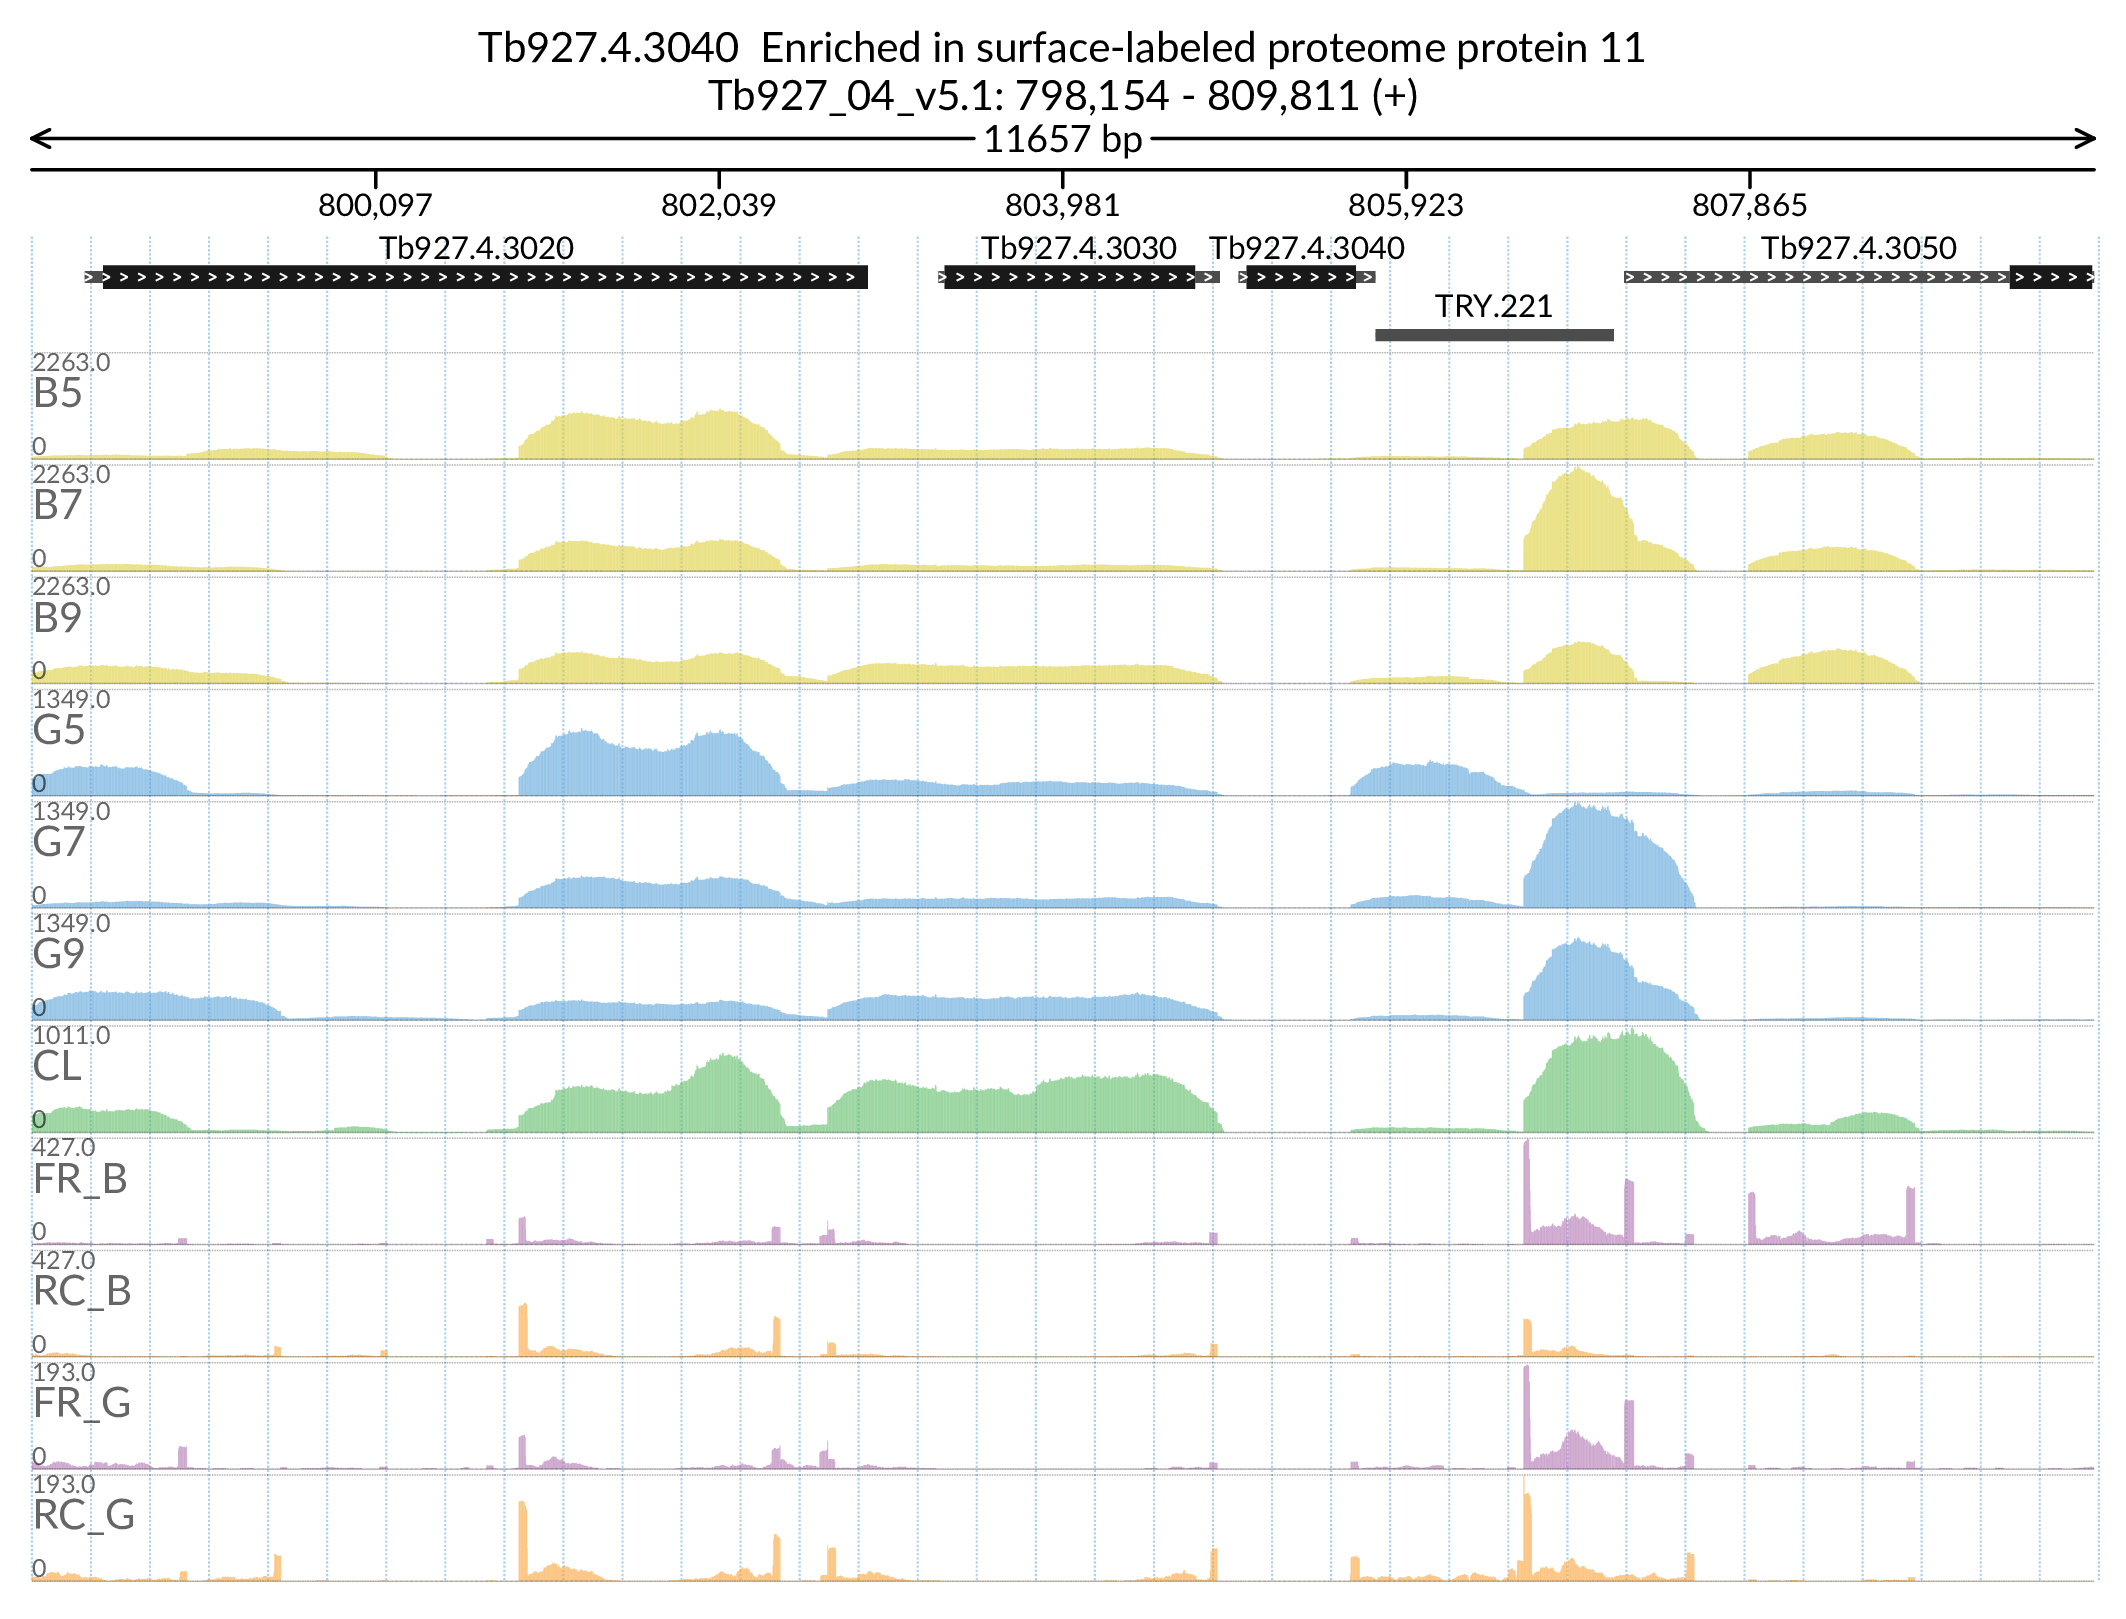 Tb927.4.3040  Enriched in surface-labeled proteome protein 11
Tb927_04_v5.1: 798,154 - 809,811 (+)
11657 bp
800,097 802,039 803,981 805,923 807,865
Tb927.4.3020 Tb927.4.3030 Tb927.4.3040 Tb927.4.3050
TRY.221
2263.0
B5
0
2263.0
B7
0
2263.0
B9
0
1349.0
G5
0
1349.0
G7
0
1349.0
G9
0
1011.0
CL
0
427.0
FR_B
0
427.0
RC_B
0
193.0
FR_G
0
193.0
RC_G
0